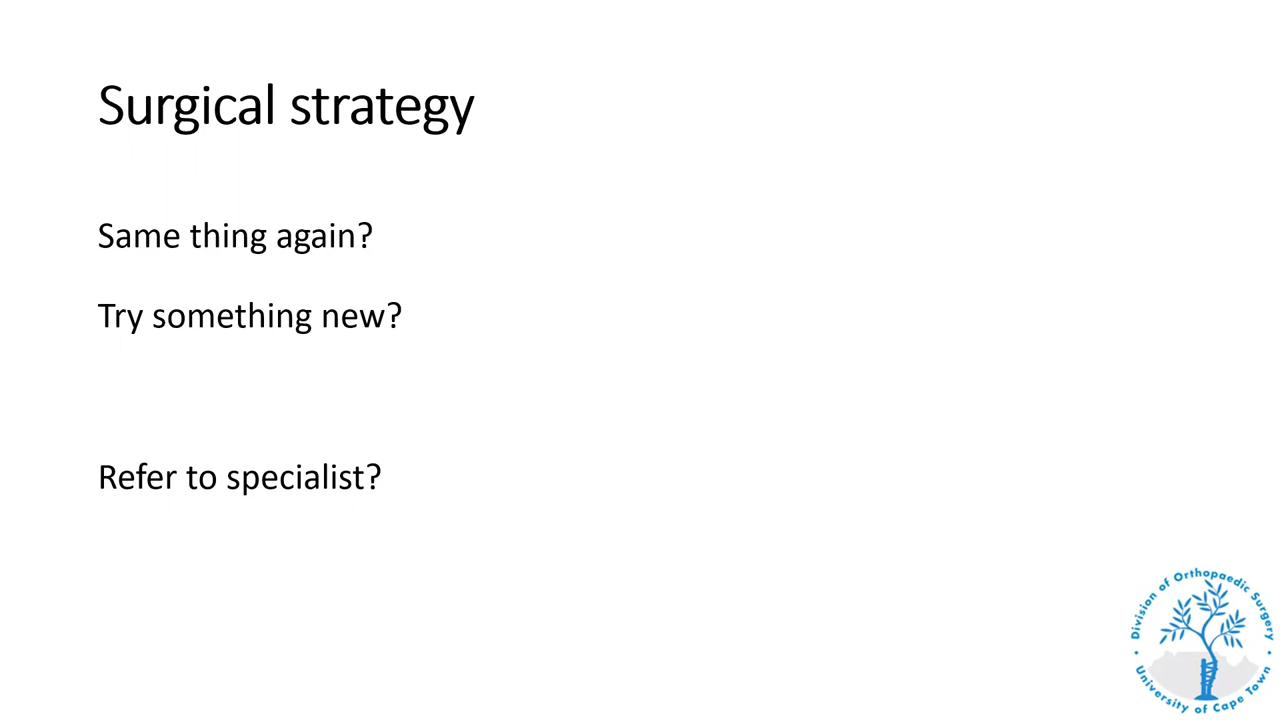 Surgical strategy
Same thing again?
Try something new?
Refer to specialist?
Division of Orthopaedic Surgery
• University of Cape Town •